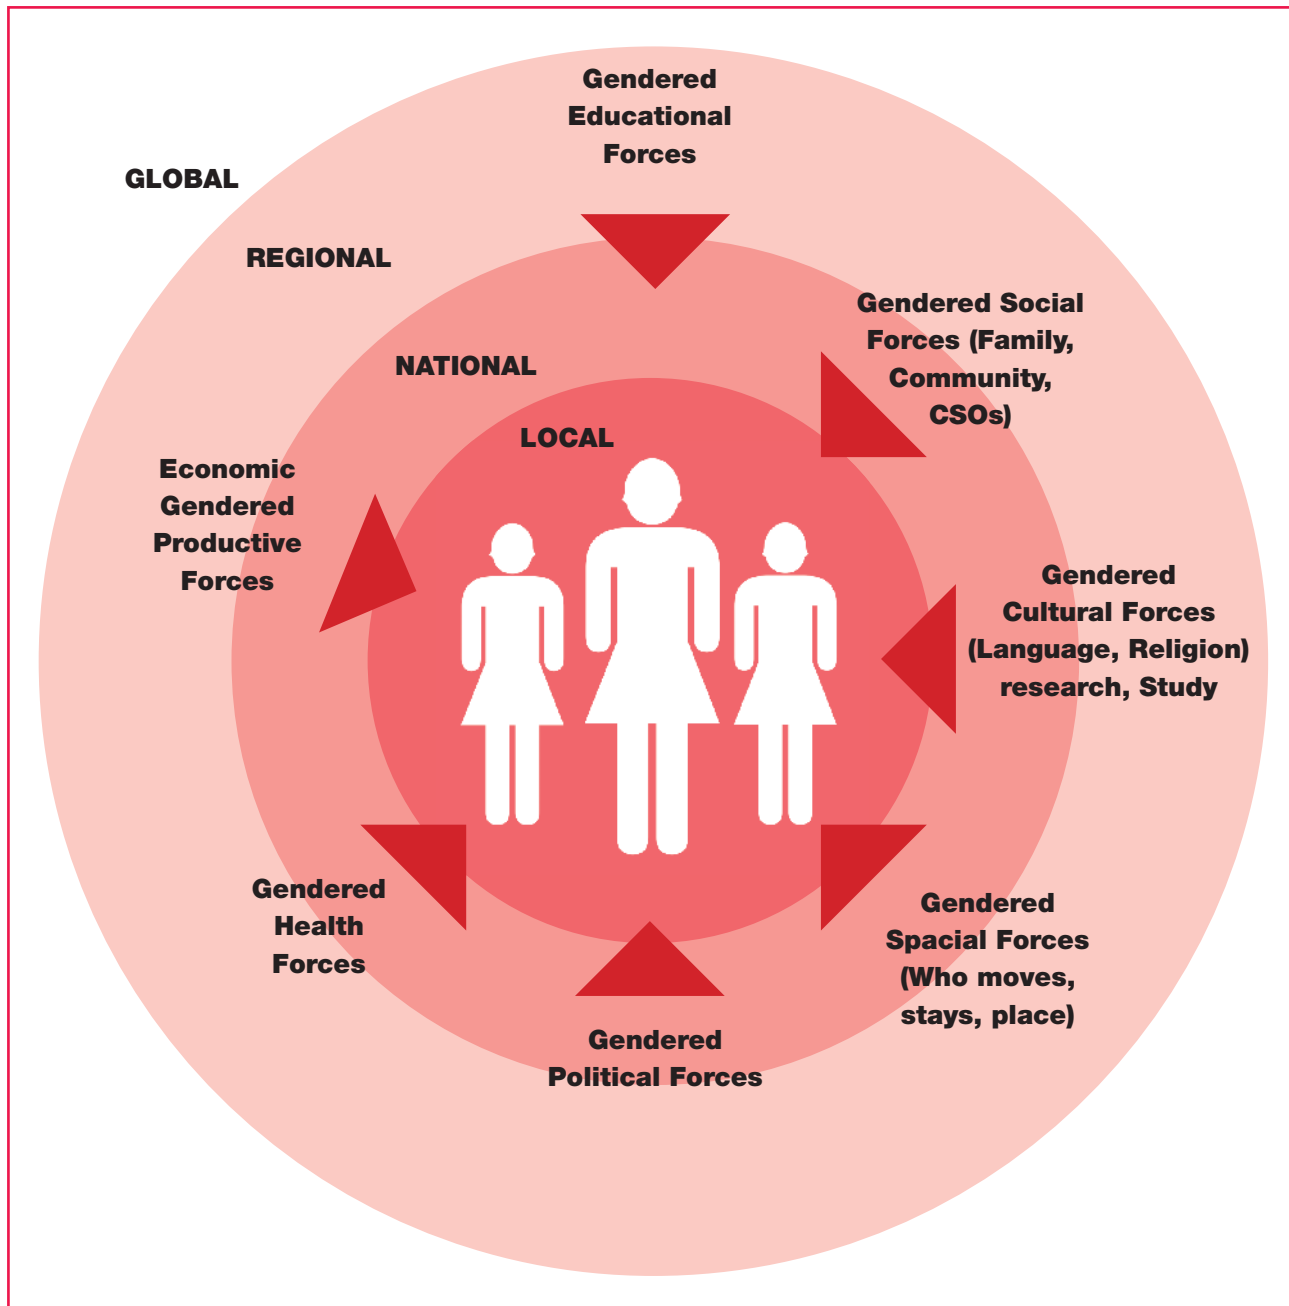 Gendered
Educational
Forces
GLOBAL
REGIONAL
NATIONAL
LOCAL
Gendered Social
Forces (Family,
Community,
CSOs)
Economic
Gendered
Productive
Forces
Gendered
Cultural Forces
(Language, Religion)
research, Study
Gendered
Health
Forces
Gendered
Spacial Forces
(Who moves,
stays, place)
Gendered
Political Forces